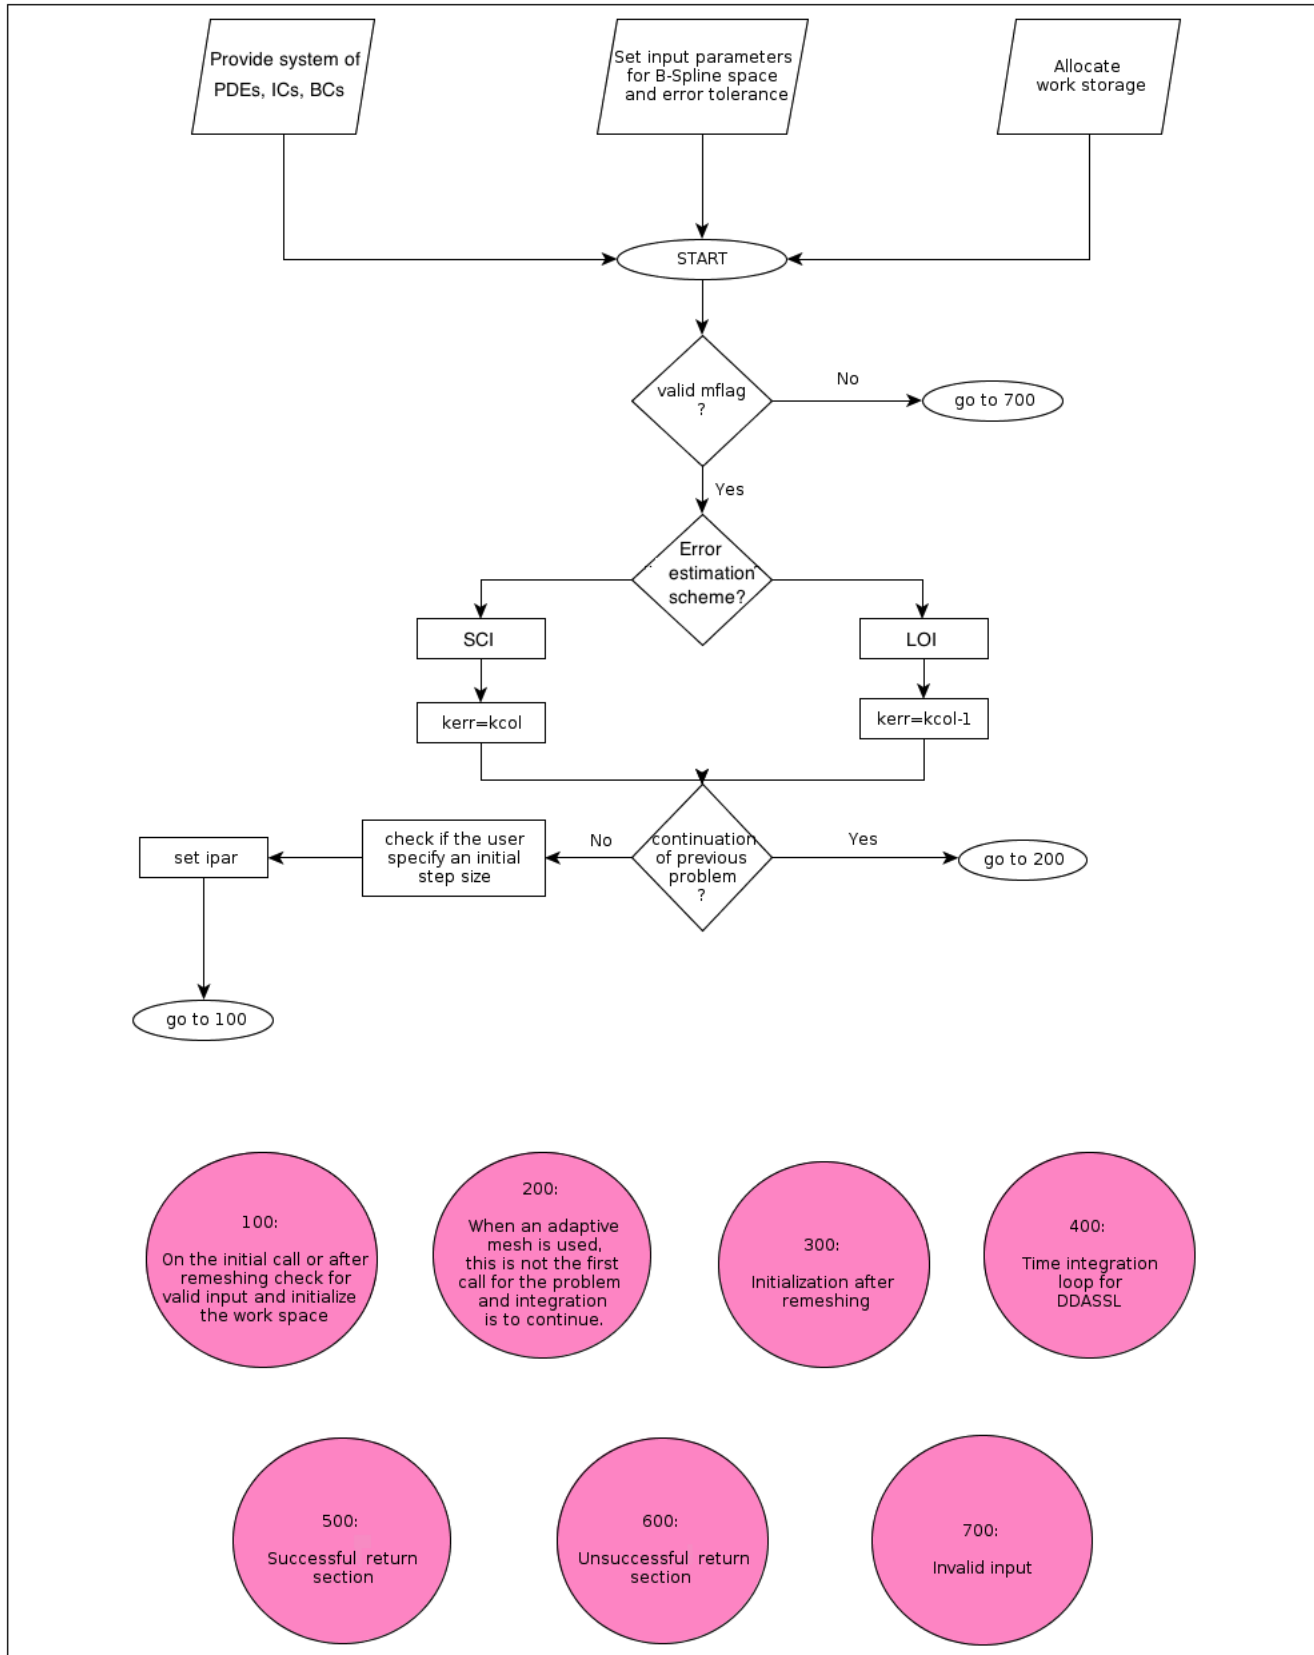 Provide system of
PDEs, ICs, BCs
Set input parameters
for B-Spline space
and error tolerance
Allocate
work storage
START
valid mflag
?
No
go to 700
Yes
Error
estimation
scheme?
SCI
LOI
kerr=kcol
kerr=kcol-1
continuation
of previous
problem
?
No
Yes
check if the user
specify an initial
step size
set ipar
go to 200
go to 100
100:
On the initial call or after
remeshing check for
valid input and initialize
the work space
200:
When an adaptive
mesh is used,
this is not the first
call for the problem
and integration
is to continue.
300:
Initialization after
remeshing
400:
Time integration
loop for
DDASSL
500:
Successful return
section
600:
Unsuccessful return
section
700:
Invalid input